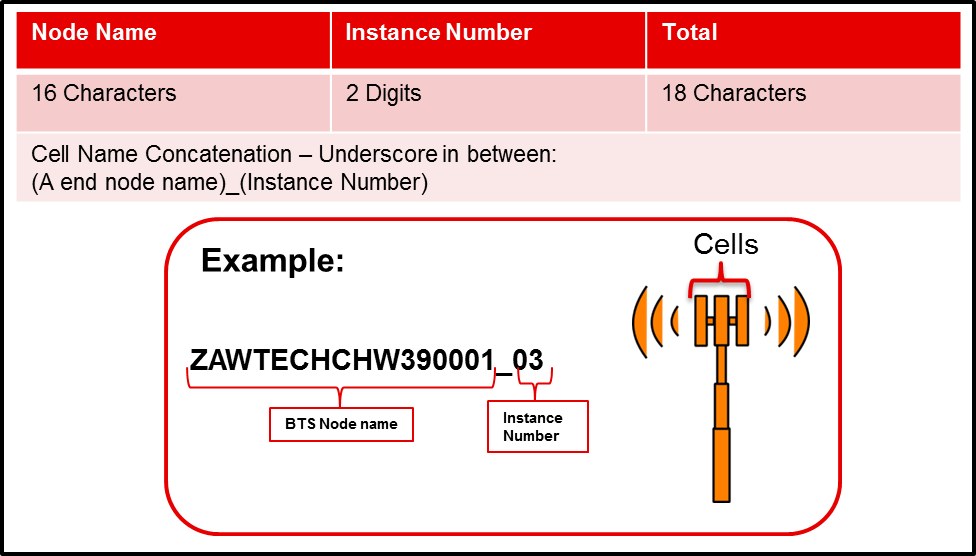 Node Name Instance Number Total
16 Characters 2 Digits 18 Characters
Cell Name Concatenation – Underscore in between:
(A end node name)_(Instance Number)
Example:
Cells
ZAWTECHCHW390001_03
BTS Node name
Instance
Number